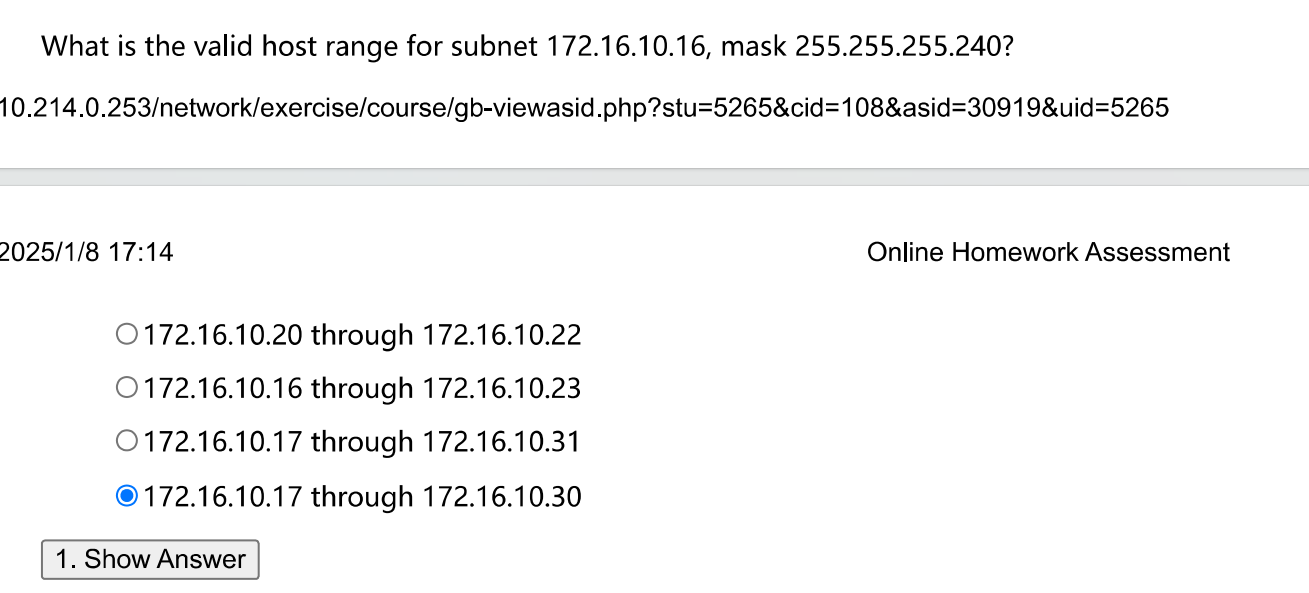 What is the valid host range for subnet 172.16.10.16, mask 255.255.255.240?
10.214.0.253/network/exercise/course/gb-viewasid.php?stu=5265&cid=108&asid=30919&uid=5265
2025/1/8 17:14 Online Homework Assessment
172.16.10.20 through 172.16.10.22
172.16.10.16 through 172.16.10.23
172.16.10.17 through 172.16.10.31
172.16.10.17 through 172.16.10.30
1. Show Answer